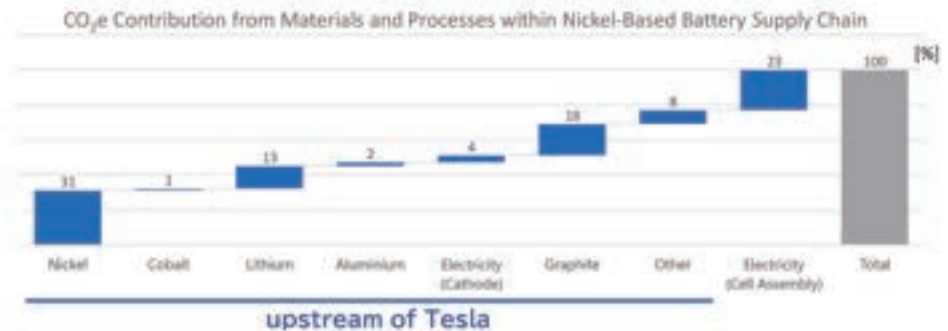 CO₂e Contribution from Materials and Processes within Nickel-Based Battery Supply Chain
[%]
31
1
13
2
4
18
8
23
100
Nickel
Cobalt
Lithium
Aluminium
Electricity
(Cathode)
Graphite
Other
Electricity
(Cell Assembly)
Total
upstream of Tesla